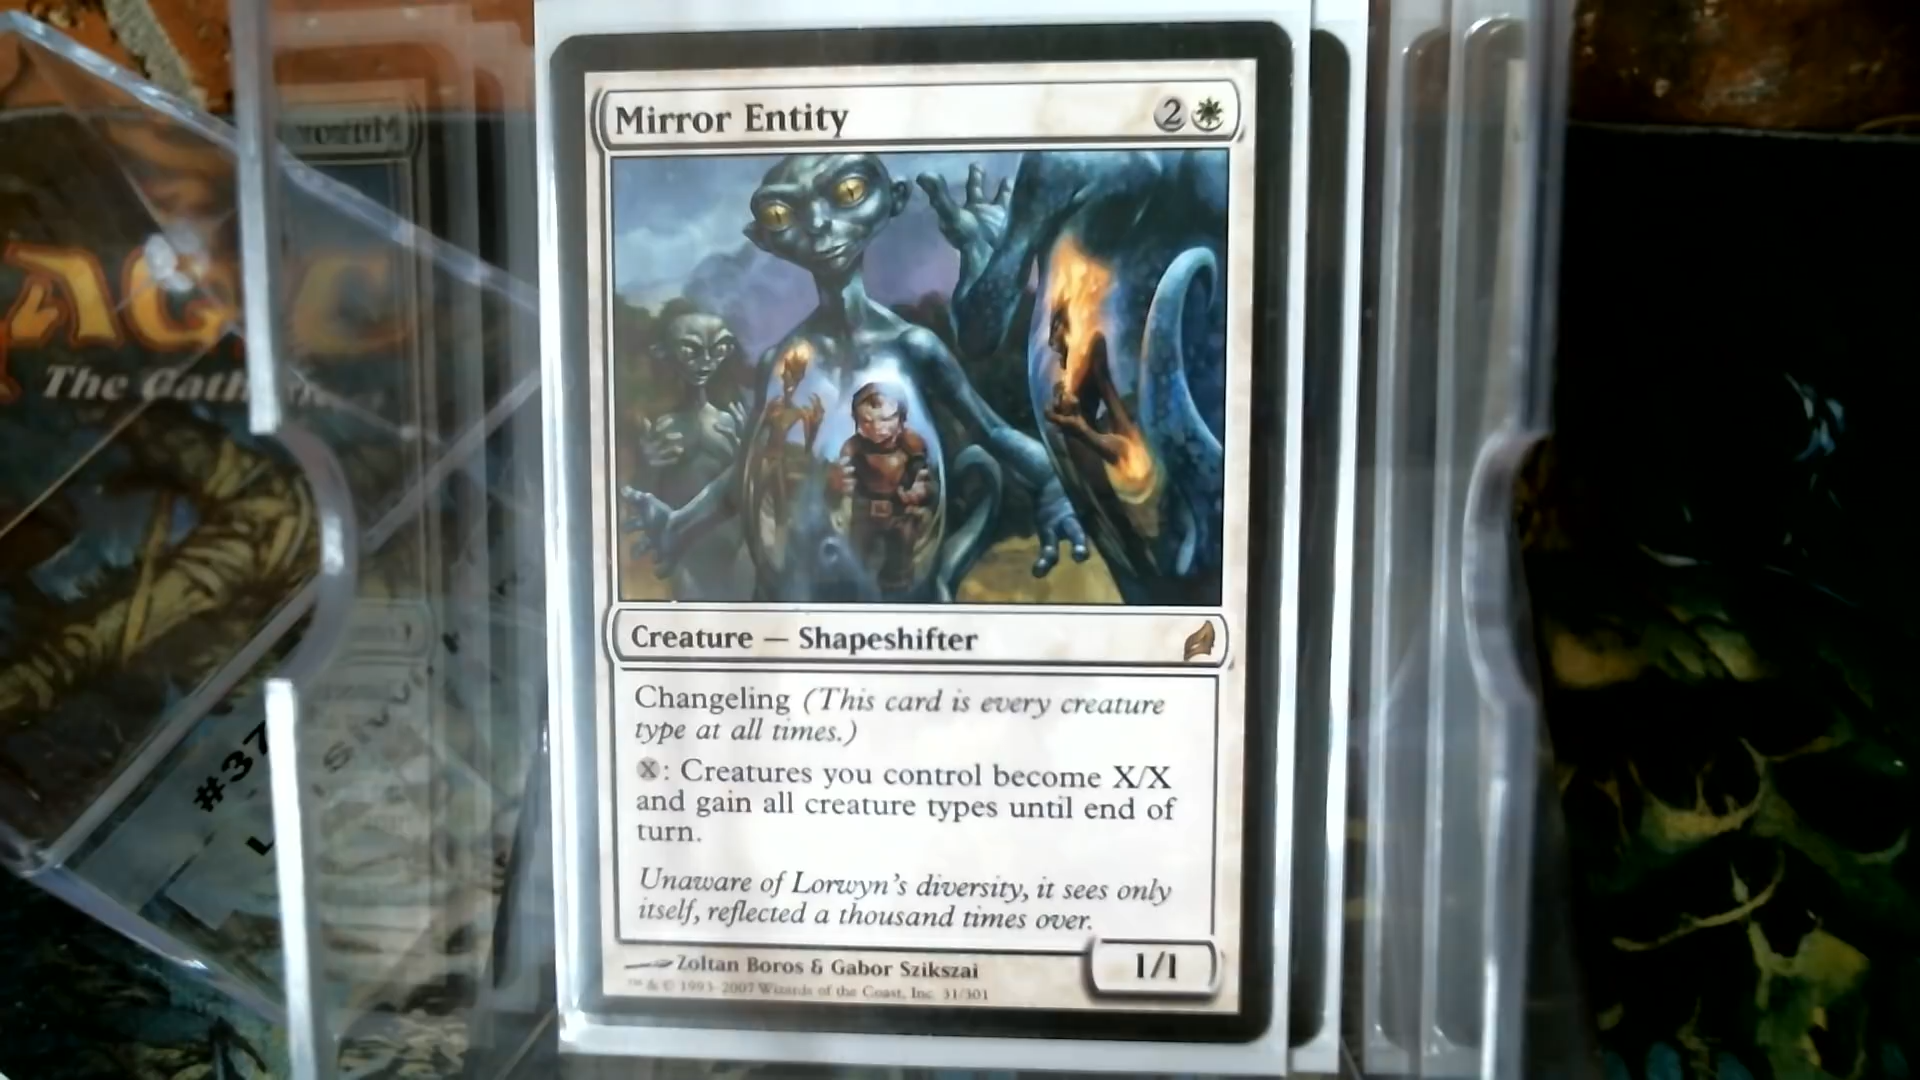 Mirror Entity
2
Creature — Shapeshifter
Changeling (This card is every creature
type at all times.)
X: Creatures you control become X/X
and gain all creature types until end of
turn.
Unaware of Lorwyn's diversity, it sees only
itself, reflected a thousand times over.
1/1
Zoltan Boros & Gabor Szikszai
™ & © 1993–2007 Wizards of the Coast, Inc. 31/301
AGIC
The Gath
#37
L